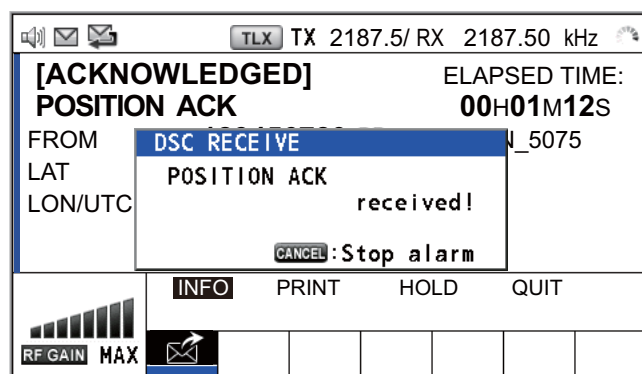 TLX TX 2187.5/ RX 2187.50 kHz
[ACKNOWLEDGED] ELAPSED TIME:
POSITION ACK 00H01M12S
FROM _5075
LAT
LON/UTC
DSC RECEIVE
POSITION ACK
received!
CANCEL :Stop alarm
INFO PRINT HOLD QUIT
RF GAIN MAX